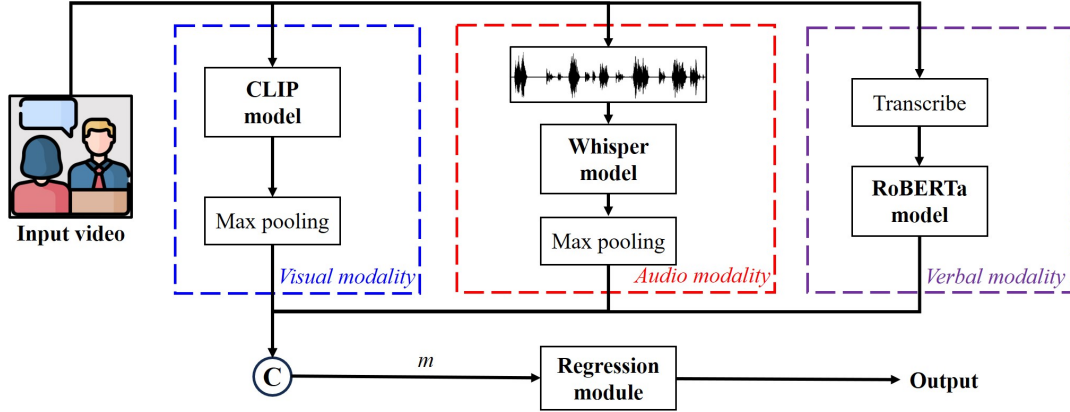 Input video
CLIP
model
Max pooling
Visual modality
Whisper
model
Max pooling
Audio modality
Transcribe
RoBERTa
model
Verbal modality
C
m
Regression
module
Output